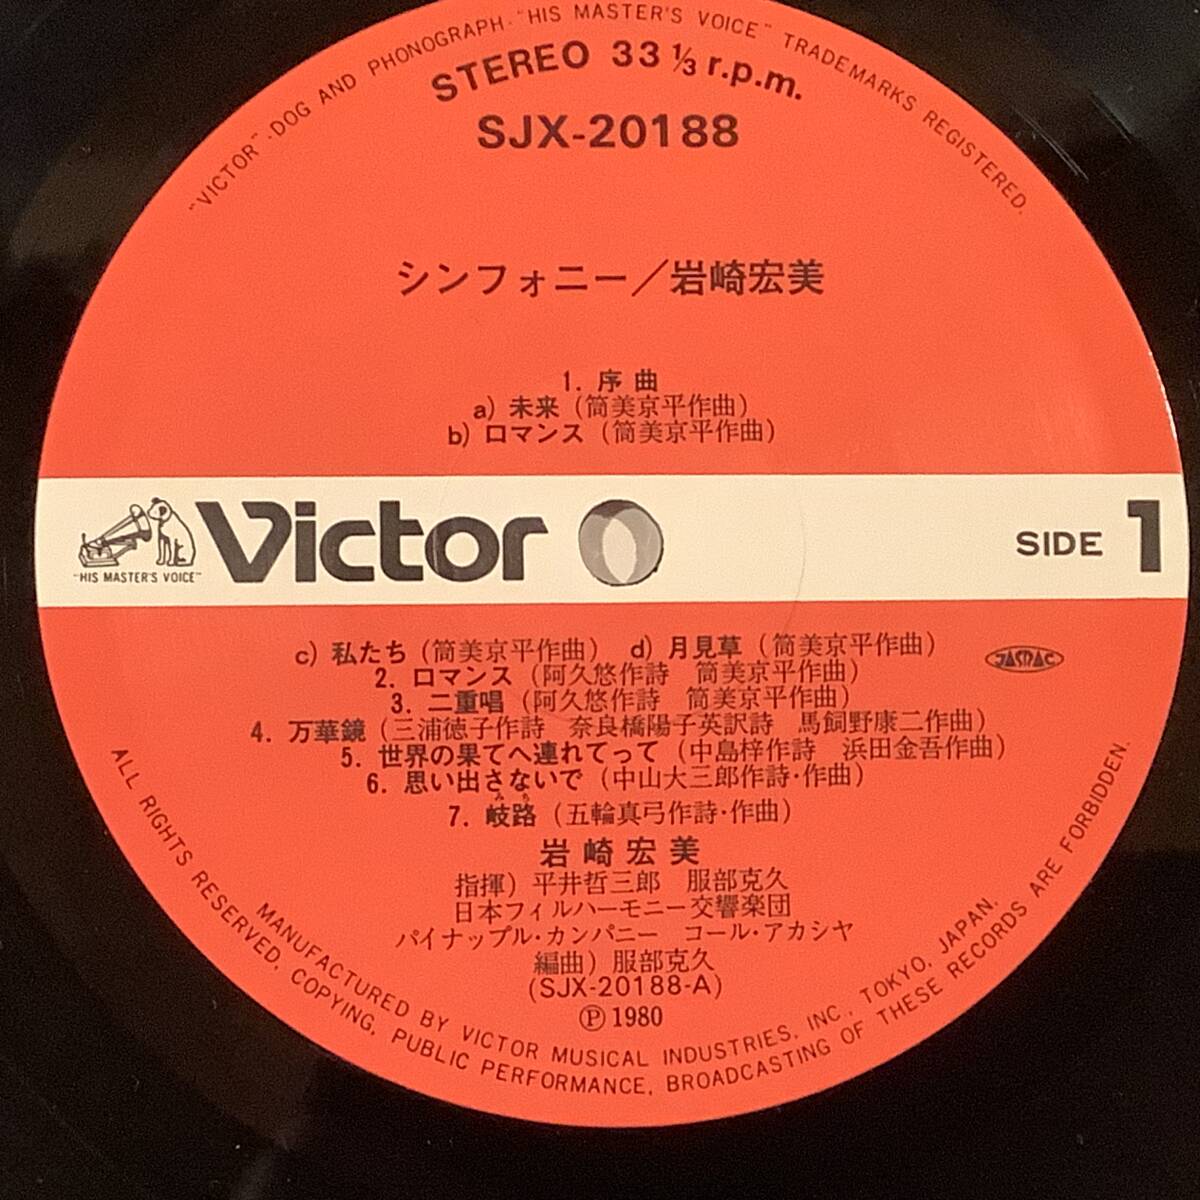 "VICTOR"-DOG AND PHONOGRAPH-"HIS MASTER'S VOICE" TRADEMARKS REGISTERED.
STEREO 33 1/3 r.p.m.
SJX-20188
シンフォニー/岩崎宏美
1. 序曲
a) 未来 (筒美京平作曲)
b) ロマンス (筒美京平作曲)
Victor
"HIS MASTER'S VOICE"
SIDE 1
c) 私たち (筒美京平作曲) d) 月見草 (筒美京平作曲)
JASRAC
2. ロマンス (阿久悠作詩 筒美京平作曲)
3. 二重唱 (阿久悠作詩 筒美京平作曲)
4. 万華鏡 (三浦徳子作詩 奈良橋陽子英訳詩 馬飼野康二作曲)
5. 世界の果てへ連れてって (中島梓作詩 浜田金吾作曲)
6. 思い出さないで (中山大三郎作詩・作曲)
みち
7. 岐路 (五輪真弓作詩・作曲)
岩崎宏美
指揮) 平井哲三郎 服部克久
日本フィルハーモニー交響楽団
パイナップル・カンパニー コール・アカシヤ
編曲) 服部克久
(SJX-20188-A)
Ⓟ 1980
MANUFACTURED BY VICTOR MUSICAL INDUSTRIES, INC., TOKYO, JAPAN.
ALL RIGHTS RESERVED, COPYING, PUBLIC PERFORMANCE, BROADCASTING OF THESE RECORDS ARE FORBIDDEN.